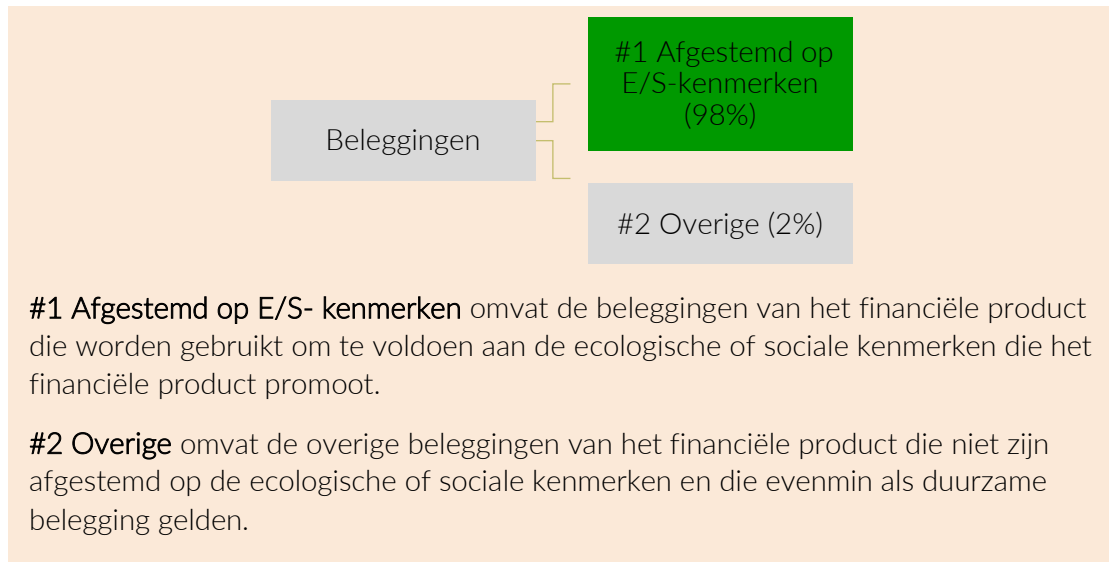 #1 Afgestemd op
E/S-kenmerken
(98%)
Beleggingen
#2 Overige (2%)
#1 Afgestemd op E/S- kenmerken omvat de beleggingen van het financiële product
die worden gebruikt om te voldoen aan de ecologische of sociale kenmerken die het
financiële product promoot.
#2 Overige omvat de overige beleggingen van het financiële product die niet zijn
afgestemd op de ecologische of sociale kenmerken en die evenmin als duurzame
belegging gelden.